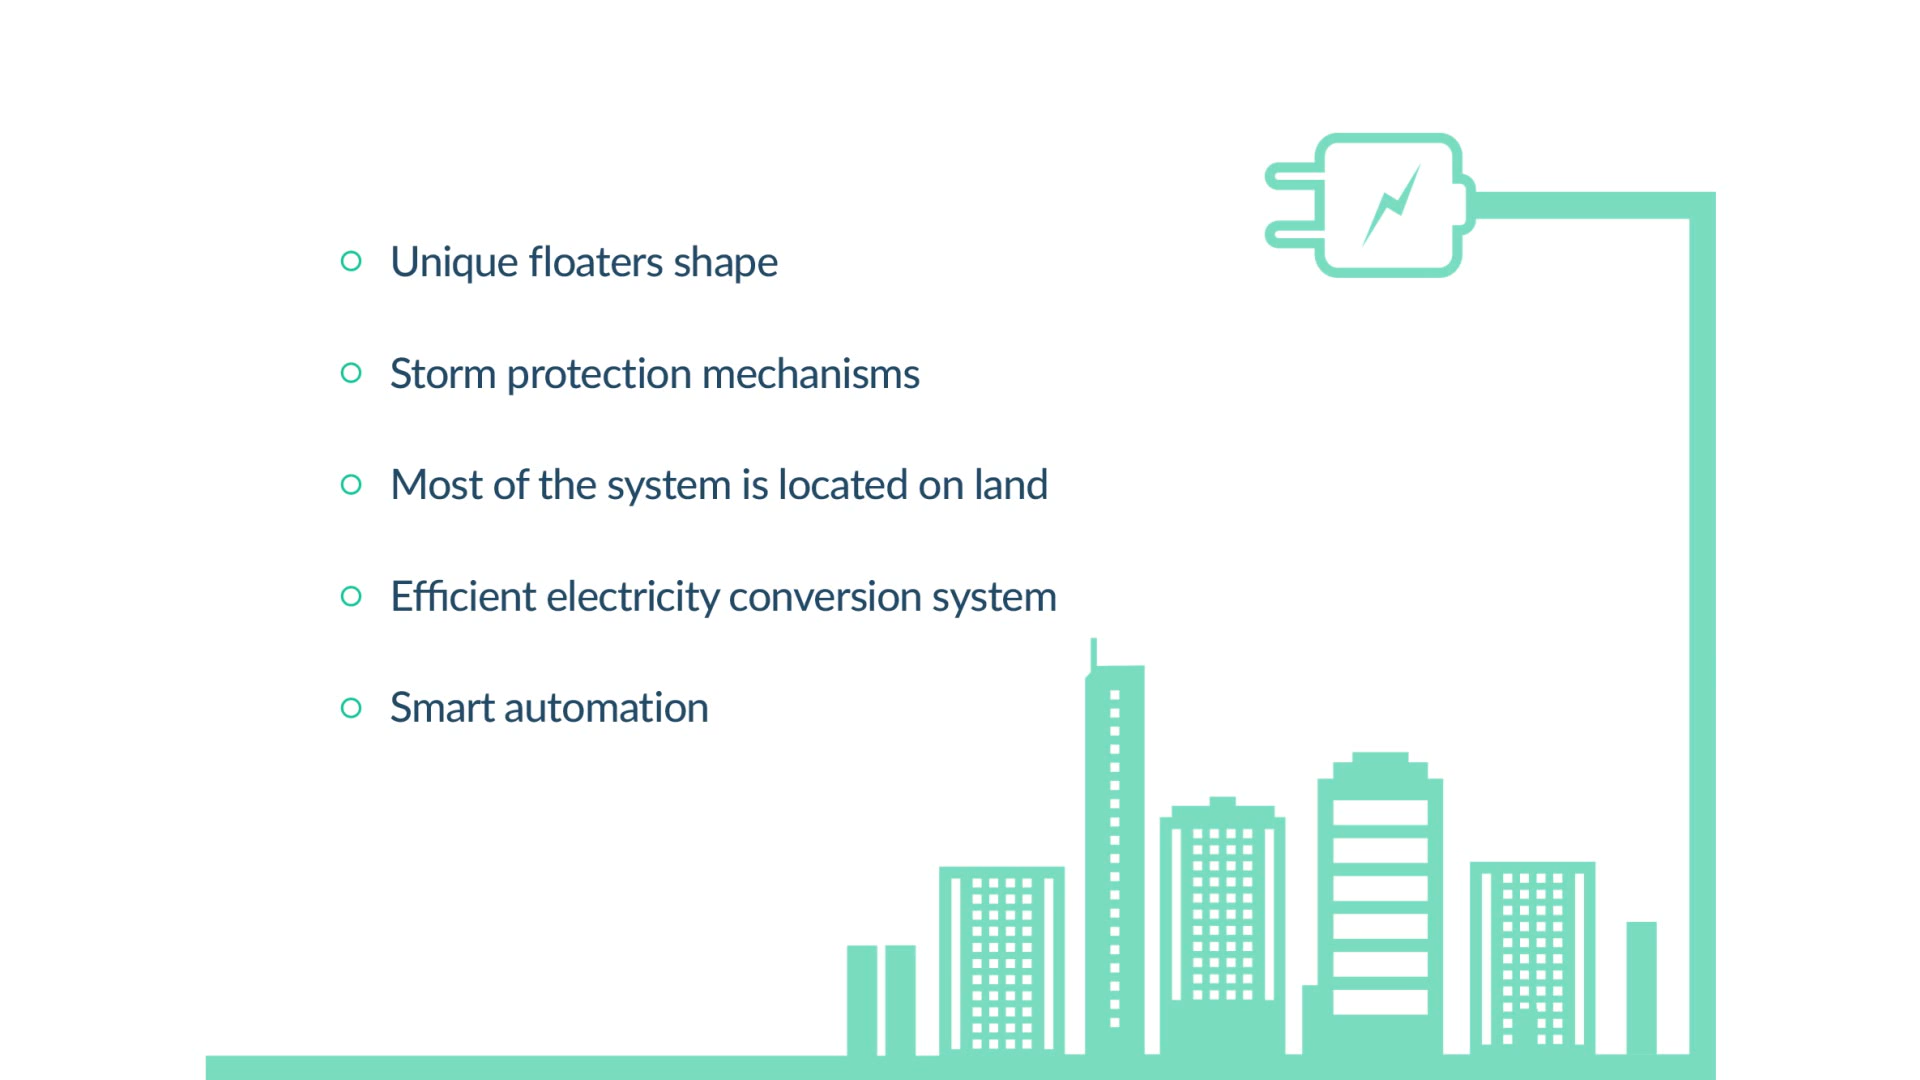 Unique floaters shape
Storm protection mechanisms
Most of the system is located on land
Efficient electricity conversion system
Smart automation